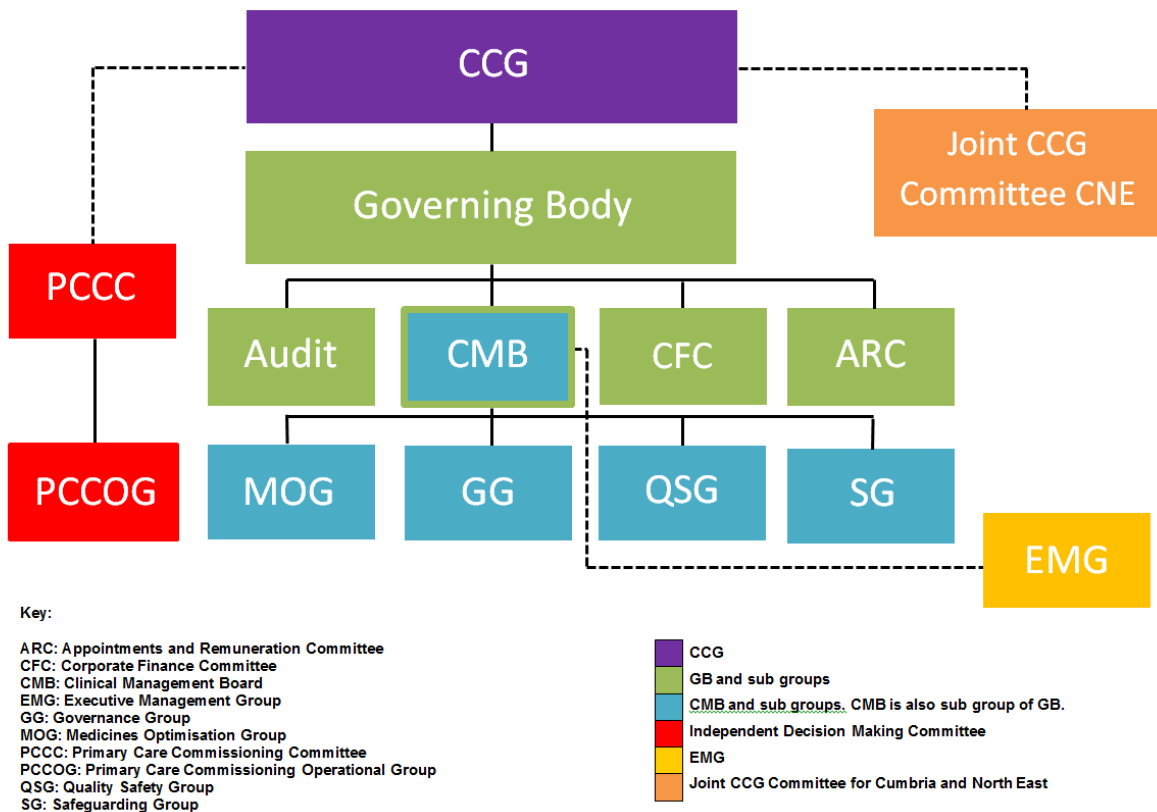 CCG
Joint CCG
Committee CNE
Governing Body
PCCC
Audit
CMB
CFC
ARC
PCCOG
MOG
GG
QSG
SG
EMG
Key:
ARC: Appointments and Remuneration Committee
CFC: Corporate Finance Committee
CMB: Clinical Management Board
EMG: Executive Management Group
GG: Governance Group
MOG: Medicines Optimisation Group
PCCC: Primary Care Commissioning Committee
PCCOG: Primary Care Commissioning Operational Group
QSG: Quality Safety Group
SG: Safeguarding Group
CCG
GB and sub groups
CMB and sub groups. CMB is also sub group of GB.
Independent Decision Making Committee
EMG
Joint CCG Committee for Cumbria and North East